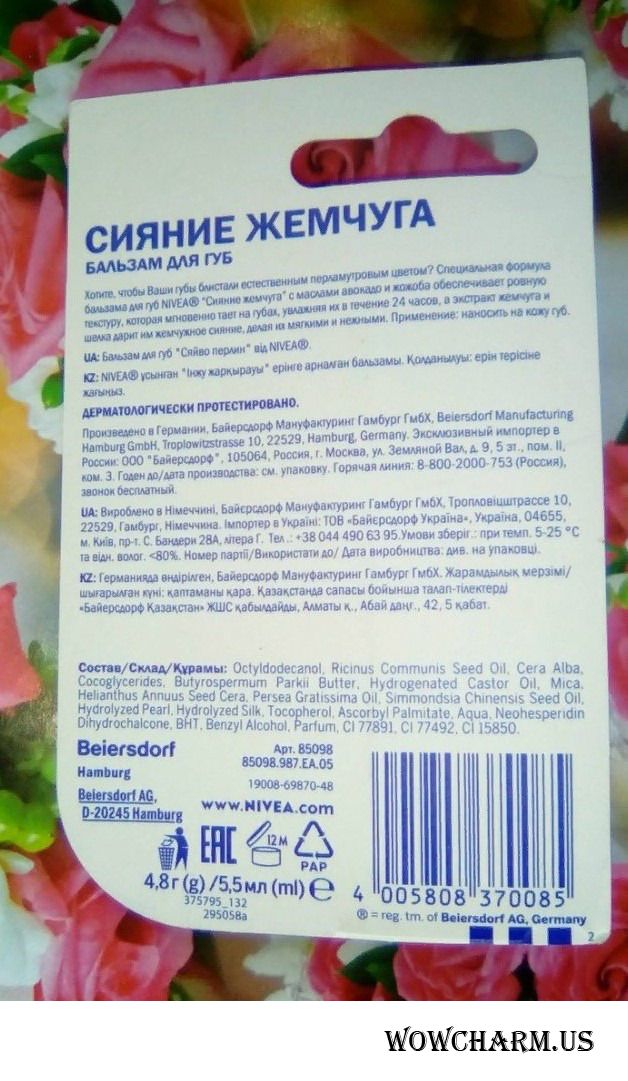 СИЯНИЕ ЖЕМЧУГА
БАЛЬЗАМ ДЛЯ ГУБ
Хотите, чтобы Ваши губы блистали естественным перламутровым цветом? Специальная формула
бальзама для губ NIVEA® "Сияние жемчуга" с маслами авокадо и жожоба обеспечивает ровную
текстуру, которая мгновенно тает на губах, увлажняя их в течение 24 часов, а экстракт жемчуга и
шелка дарит им жемчужное сияние, делая их мягкими и нежными. Применение: наносить на кожу губ.
UA: Бальзам для губ "Сяйво перлин" від NIVEA®.
KZ: NIVEA® ұсынған "Інжу жарқырауы" ерінге арналған бальзамы. Қолданылуы: ерін терісіне
жағыңыз.
ДЕРМАТОЛОГИЧЕСКИ ПРОТЕСТИРОВАНО.
Произведено в Германии, Байерсдорф Мануфактуринг Гамбург ГмбХ, Beiersdorf Manufacturing
Hamburg GmbH, Troplowitzstrasse 10, 22529, Hamburg, Germany. Эксклюзивный импортер в
России: ООО "Байерсдорф", 105064, Россия, г. Москва, ул. Земляной Вал, д. 9, 5 эт., пом. II,
ком. 3. Годен до/дата производства: см. упаковку. Горячая линия: 8-800-2000-753 (Россия),
звонок бесплатный.
UA: Вироблено в Німеччині, Байєрсдорф Мануфактуринг Гамбург ГмбХ, Тропловіцштрассе 10,
22529, Гамбург, Німеччина. Імпортер в Україні: ТОВ «Байєрсдорф Україна», Україна, 04655,
м. Київ, пр-т. С. Бандери 28А, літера Г. Тел.: +38 044 490 63 95.Умови зберіг.: при темп. 5-25 °C
та відн. волог. <80%. Номер партії/Використати до/ Дата виробництва: див. на упаковці.
KZ: Германияда өндірілген, Байерсдорф Мануфактуринг Гамбург ГмбХ. Жарамдылық мерзімі/
шығарылған күні: қаптаманы қара. Қазақстанда сапасы бойынша талап-тілектерді
«Байерсдорф Қазақстан» ЖШС қабылдайды, Алматы қ., Абай даңғ., 42, 5 қабат.
Состав/Склад/Құрамы: Octyldodecanol, Ricinus Communis Seed Oil, Cera Alba,
Cocoglycerides, Butyrospermum Parkii Butter, Hydrogenated Castor Oil, Mica,
Helianthus Annuus Seed Cera, Persea Gratissima Oil, Simmondsia Chinensis Seed Oil,
Hydrolyzed Pearl, Hydrolyzed Silk, Tocopherol, Ascorbyl Palmitate, Aqua, Neohesperidin
Dihydrochalcone, BHT, Benzyl Alcohol, Parfum, CI 77891, CI 77492, CI 15850.
Beiersdorf
Hamburg
Beiersdorf AG,
D-20245 Hamburg
Арт. 85098
85098.987.EA.05
19008-69870-48
www.NIVEA.com
EAC
12 M
PAP
4,8г (g) /5,5мл (ml) e
375795_132
295058a
4 005808 370085
® = reg. tm. of Beiersdorf AG, Germany
2
WOWCHARM.US